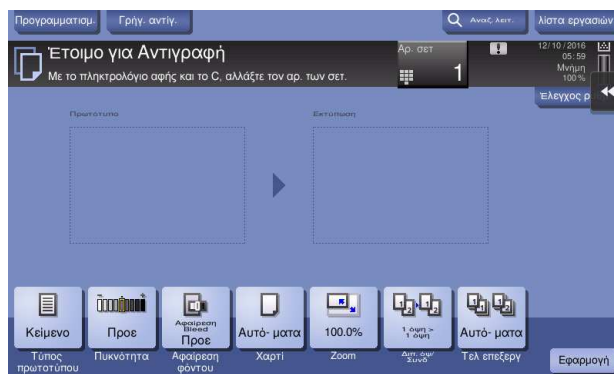 Προγραμματισμ.
Γρήγ. αντίγ.
Αναζ. λειτ.
λίστα εργασιών
Έτοιμο για Αντιγραφή
Με το πληκτρολόγιο αφής και το C, αλλάξτε τον αρ. των σετ.
Αρ. σετ
1
12/10/2016
05:59
Μνήμη
100%
Έλεγχος ρ
Πρωτότυπο
Εκτύπωση
Κείμενο
Προε
Αφαίρεση
Bleed
Προε
Αυτό- ματα
100.0%
1 όψη >
1 όψη
Αυτό- ματα
Τύπος
πρωτοτύπου
Πυκνότητα
Αφαίρεση
φόντου
Χαρτί
Zoom
Διπ. όψ/
Συνδ
Τελ επεξεργ
Εφαρμογή